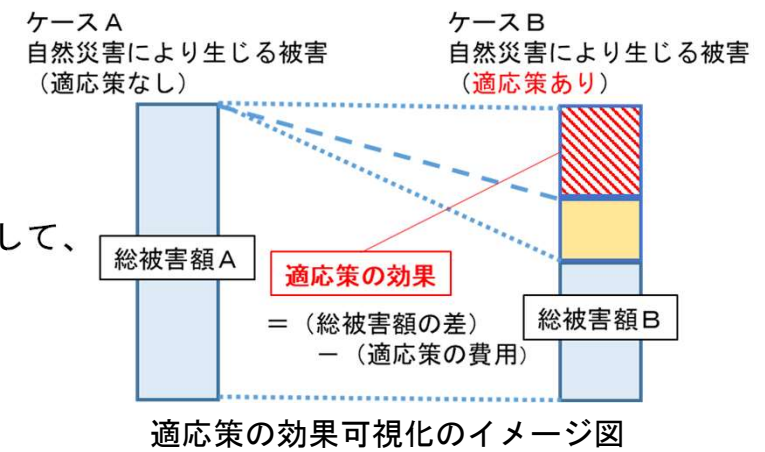 ケースＡ
自然災害により生じる被害
（適応策なし）
ケースＢ
自然災害により生じる被害
（適応策あり）
して、
総被害額Ａ
適応策の効果
＝（総被害額の差）
－（適応策の費用）
総被害額Ｂ
適応策の効果可視化のイメージ図